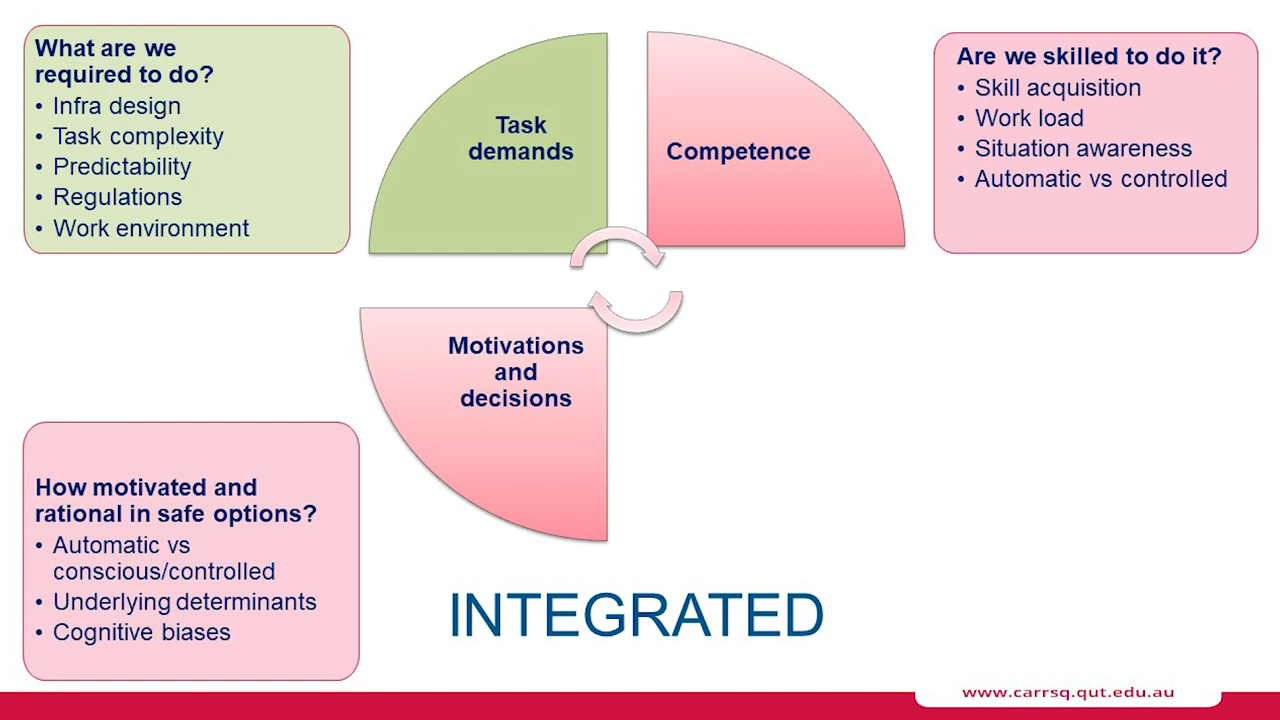 What are we
required to do?
• Infra design
• Task complexity
• Predictability
• Regulations
• Work environment
Task
demands
Competence
Are we skilled to do it?
• Skill acquisition
• Work load
• Situation awareness
• Automatic vs controlled
Motivations
and
decisions
How motivated and
rational in safe options?
• Automatic vs
conscious/controlled
• Underlying determinants
• Cognitive biases
INTEGRATED
www.carrsq.qut.edu.au